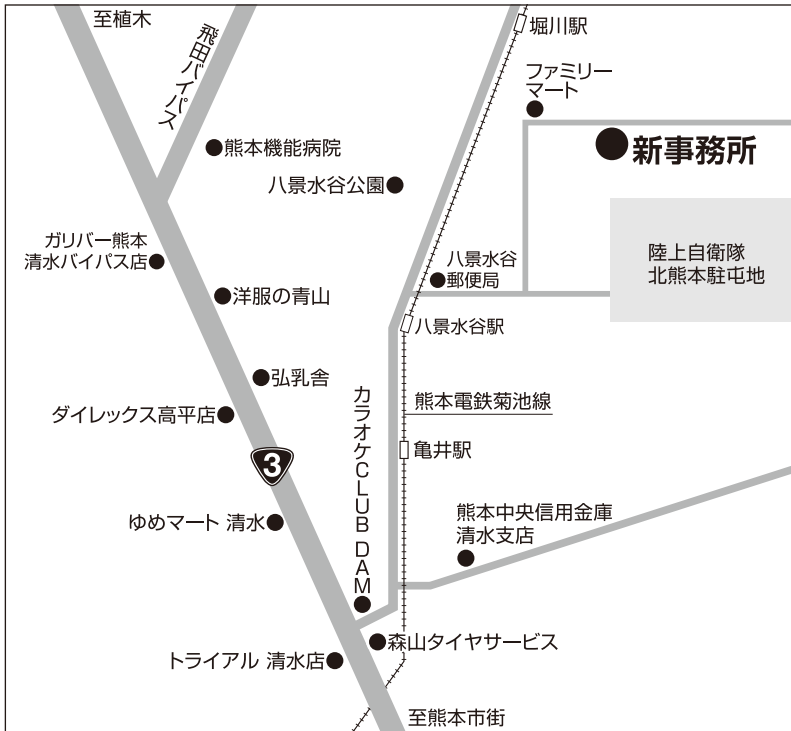 至植木
飛田バイパス
堀川駅
ファミリー
マート
新事務所
熊本機能病院
八景水谷公園
ガリバー熊本
清水バイパス店
八景水谷
郵便局
陸上自衛隊
北熊本駐屯地
洋服の青山
八景水谷駅
弘乳舎
ダイレックス高平店
カラオケCLUB DAM
熊本電鉄菊池線
亀井駅
3
ゆめマート 清水
熊本中央信用金庫
清水支店
森山タイヤサービス
トライアル 清水店
至熊本市街